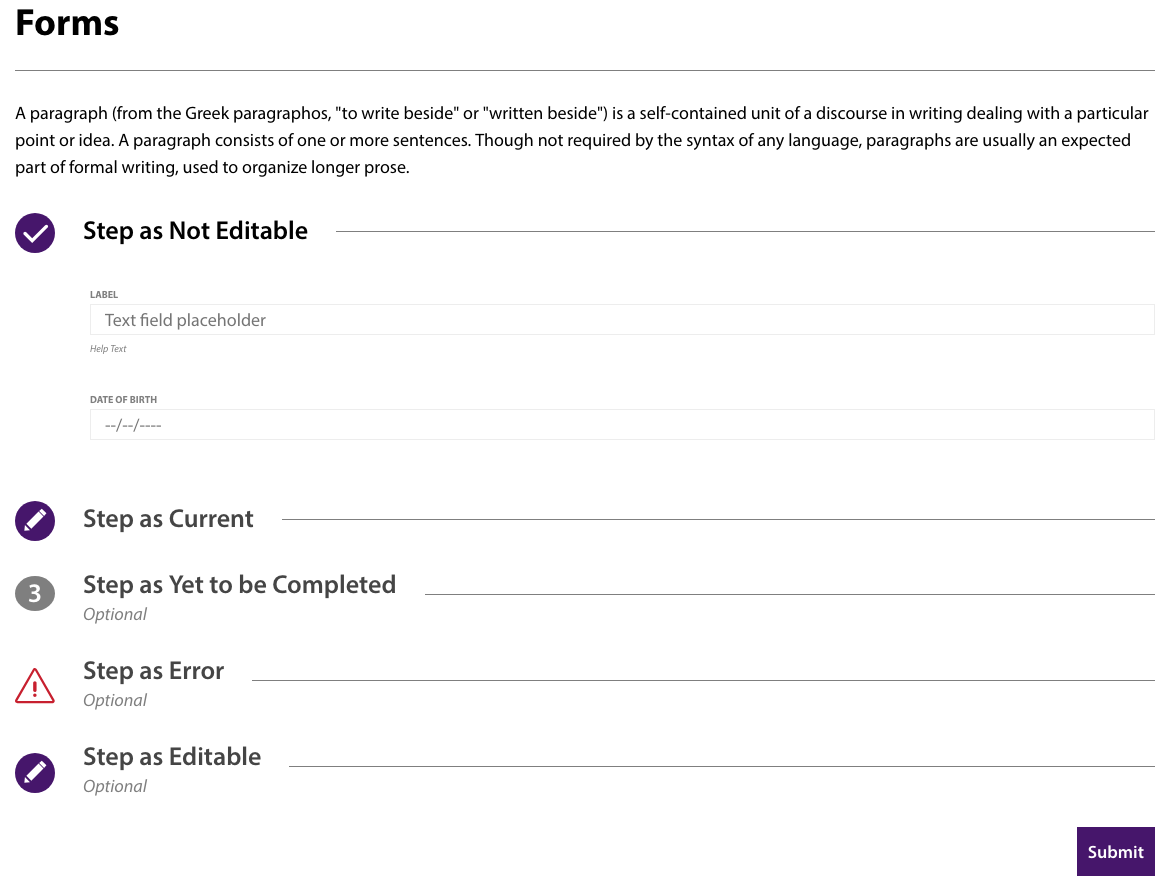 Forms
A paragraph (from the Greek paragraphos, "to write beside" or "written beside") is a self-contained unit of a discourse in writing dealing with a particular
point or idea. A paragraph consists of one or more sentences. Though not required by the syntax of any language, paragraphs are usually an expected
part of formal writing, used to organize longer prose.
Step as Not Editable
LABEL
Text field placeholder
Help Text
DATE OF BIRTH
--/--/----
Step as Current
3
Step as Yet to be Completed
Optional
Step as Error
Optional
Step as Editable
Optional
Submit